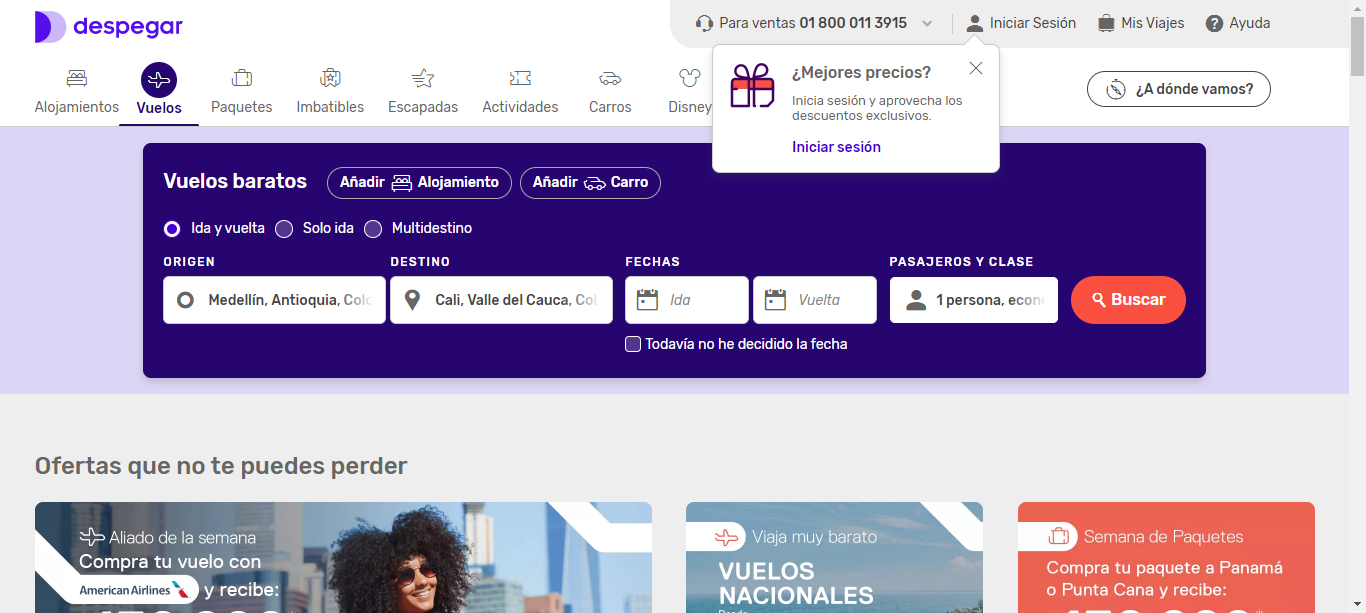 despegar
Para ventas 01 800 011 3915
Iniciar Sesión
Mis Viajes
Ayuda
Alojamientos
Vuelos
Paquetes
Imbatibles
Escapadas
Actividades
Carros
Disney
¿Mejores precios?
Inicia sesión y aprovecha los
descuentos exclusivos.
Iniciar sesión
¿A dónde vamos?
Vuelos baratos
Añadir Alojamiento
Añadir Carro
Ida y vuelta
Solo ida
Multidestino
ORIGEN
DESTINO
FECHAS
PASAJEROS Y CLASE
Medellín, Antioquia, Colo
Cali, Valle del Cauca, Col
Ida
Vuelta
1 persona, econ
Buscar
Todavía no he decidido la fecha
Ofertas que no te puedes perder
Aliado de la semana
Compra tu vuelo con
American Airlines y recibe:
Viaja muy barato
VUELOS
NACIONALES
Desde
Semana de Paquetes
Compra tu paquete a Panamá
o Punta Cana y recibe: